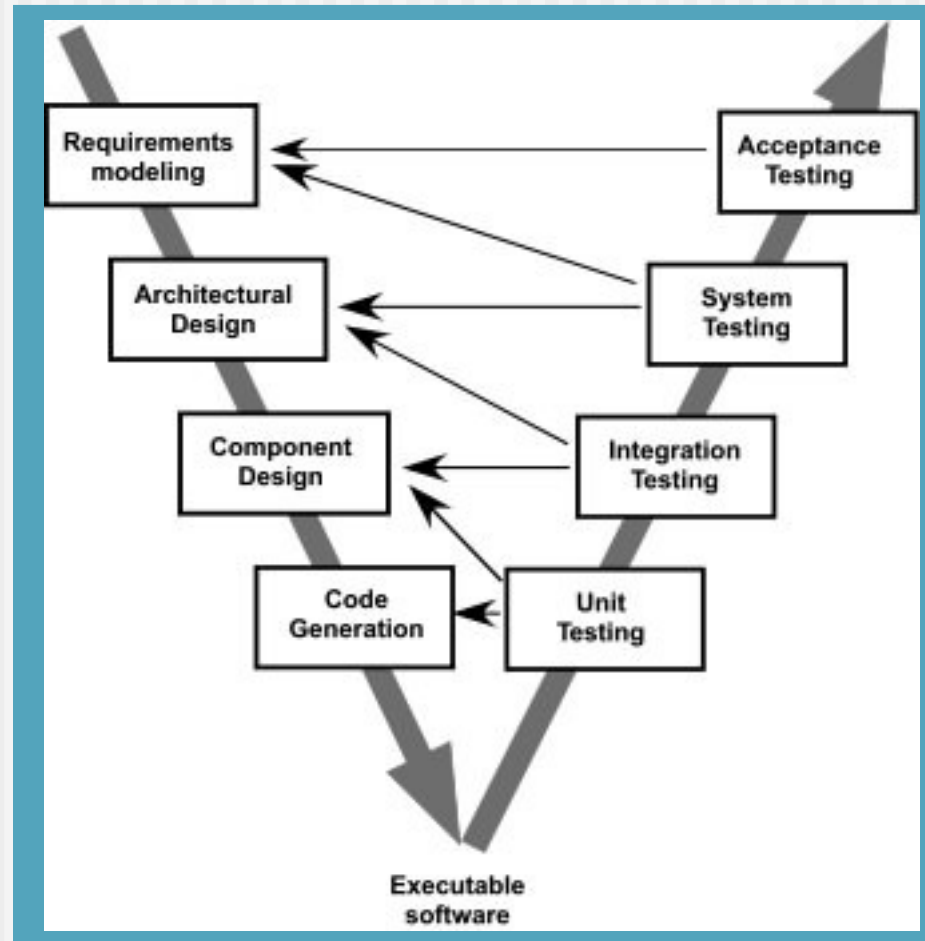 Requirements
modeling
Acceptance
Testing
Architectural
Design
System
Testing
Component
Design
Integration
Testing
Code
Generation
Unit
Testing
Executable
software